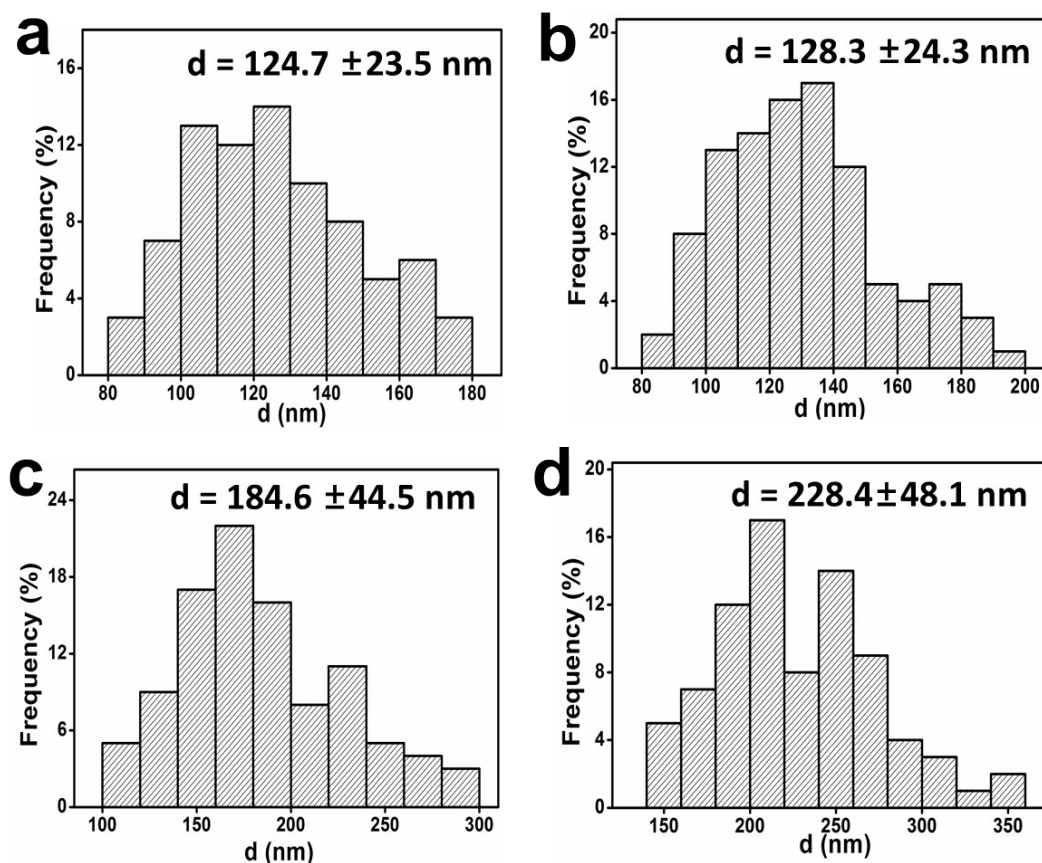 a
d = 124.7 ±23.5 nm
Frequency (%)
16
12
8
4
0
80 100 120 140 160 180
d (nm)
b
d = 128.3 ±24.3 nm
Frequency (%)
20
16
12
8
4
0
80 100 120 140 160 180 200
d (nm)
c
d = 184.6 ±44.5 nm
Frequency (%)
24
18
12
6
0
100 150 200 250 300
d (nm)
d
d = 228.4±48.1 nm
Frequency (%)
20
16
12
8
4
0
150 200 250 300 350
d (nm)